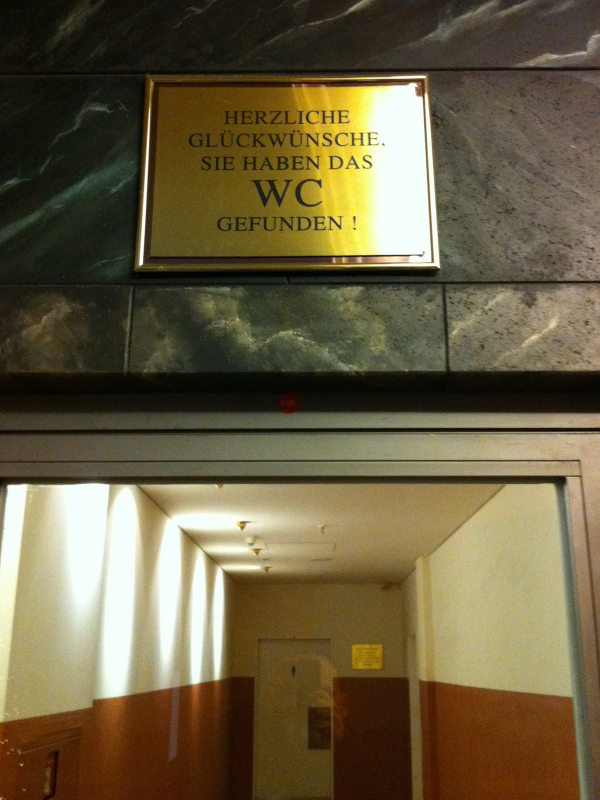 HERZLICHE
GLÜCKWÜNSCHE.
SIE HABEN DAS
WC
GEFUNDEN !